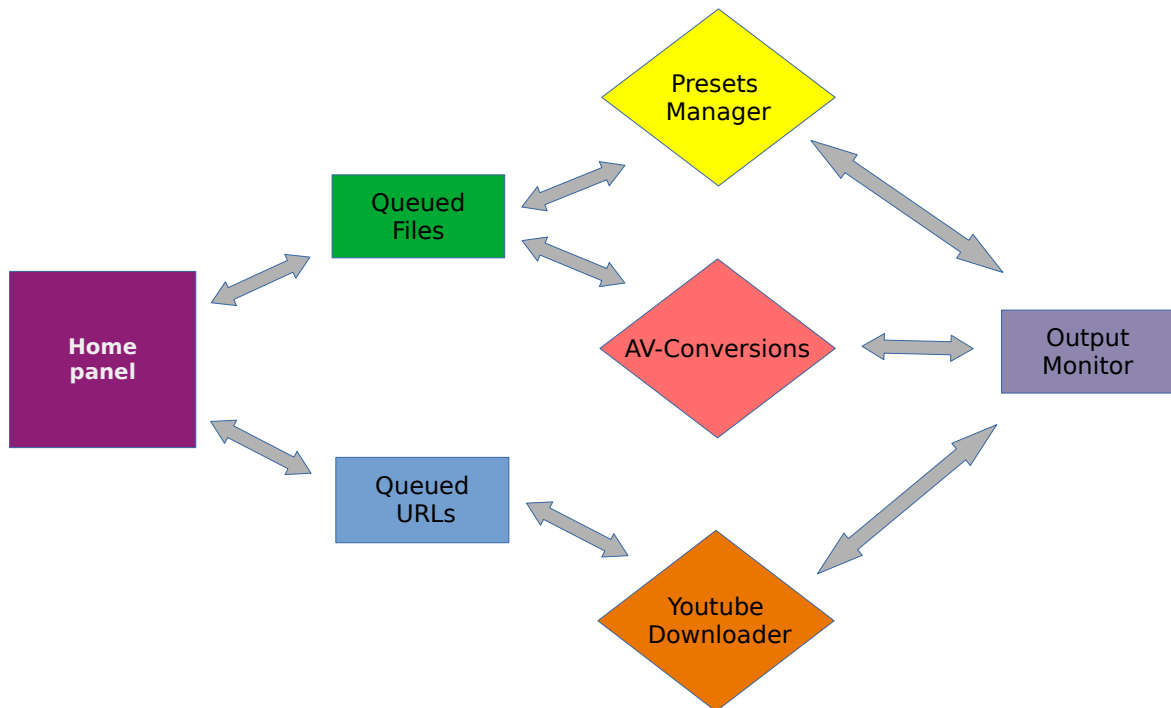 Presets
Manager
Queued
Files
Home
panel
AV-Conversions
Output
Monitor
Queued
URLs
Youtube
Downloader